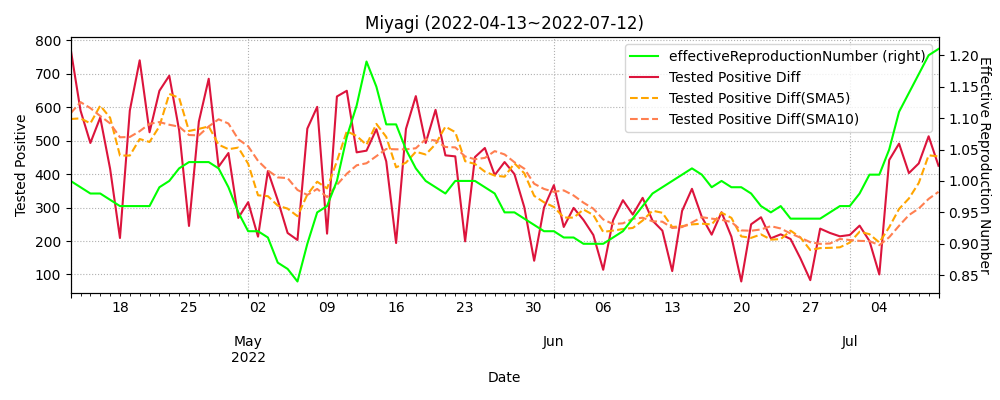 Miyagi (2022-04-13~2022-07-12)
800
700
600
500
400
300
200
100
Tested Positive
effectiveReproductionNumber (right)
Tested Positive Diff
Tested Positive Diff(SMA5)
Tested Positive Diff(SMA10)
1.20
1.15
1.10
1.05
1.00
0.95
0.90
0.85
Effective Reproduction Number
18 25 02 09 16 23 30 06 13 20 27 04
May Jun Jul
2022
Date